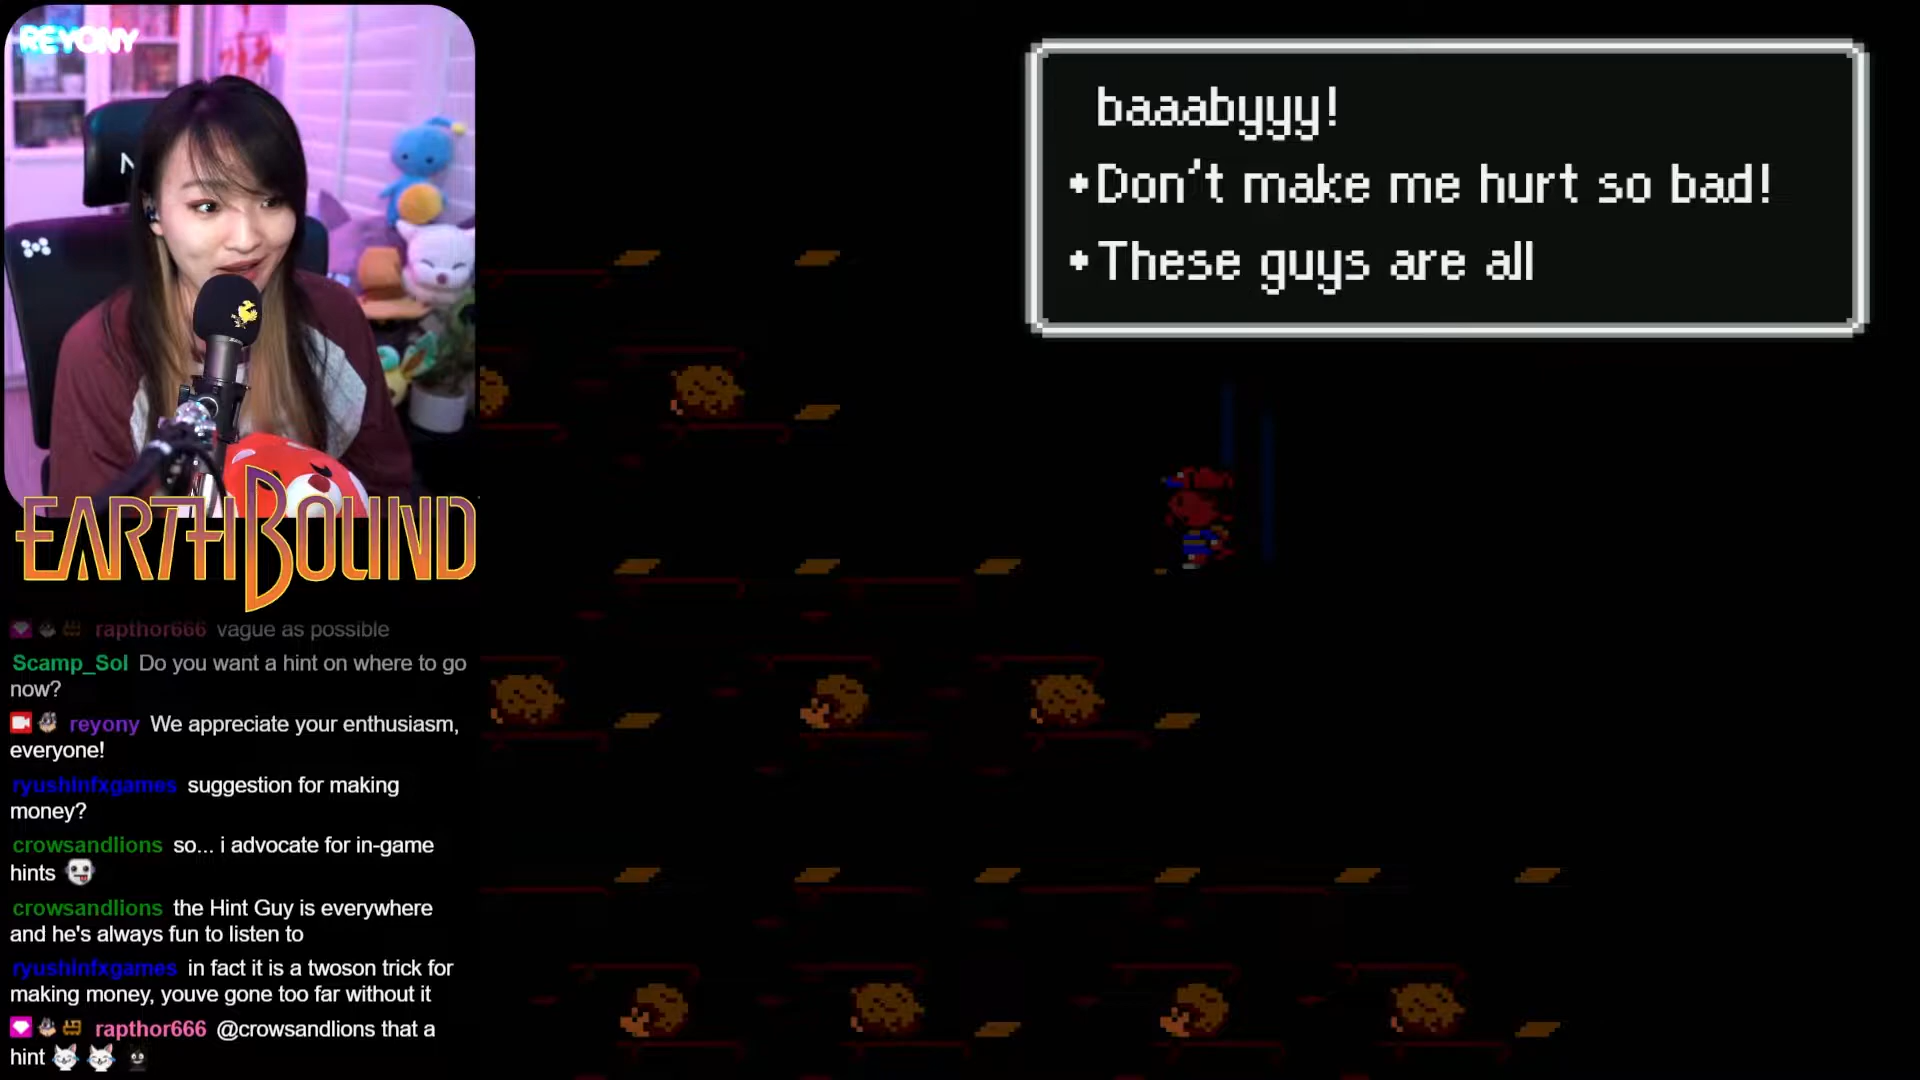 REYONY
N
baaabyyy!
•Don't make me hurt so bad!
•These guys are all
EARTHBOUND
rapthor666 vague as possible
Scamp_Sol Do you want a hint on where to go
now?
reyony We appreciate your enthusiasm,
everyone!
ryushinfxgames suggestion for making
money?
crowsandlions so... i advocate for in-game
hints
crowsandlions the Hint Guy is everywhere
and he's always fun to listen to
ryushinfxgames in fact it is a twoson trick for
making money, youve gone too far without it
rapthor666 @crowsandlions that a
hint